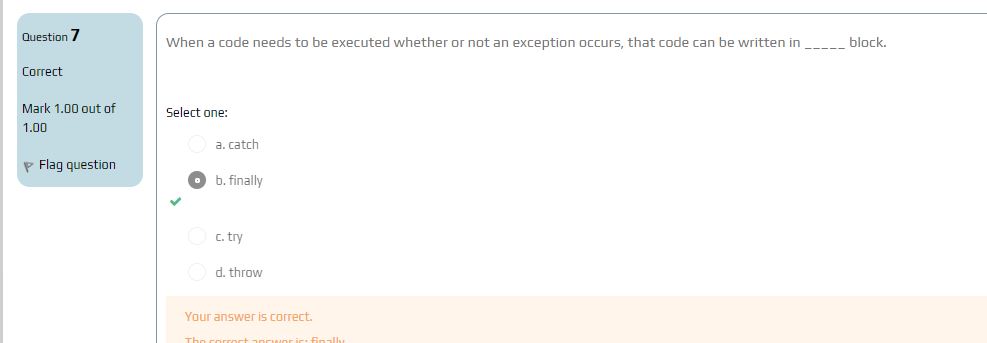 Question 7
Correct
Mark 1.00 out of
1.00
Flag question
When a code needs to be executed whether or not an exception occurs, that code can be written in _____ block.
Select one:
a. catch
b. finally
c. try
d. throw
Your answer is correct.
The correct answer is: finally